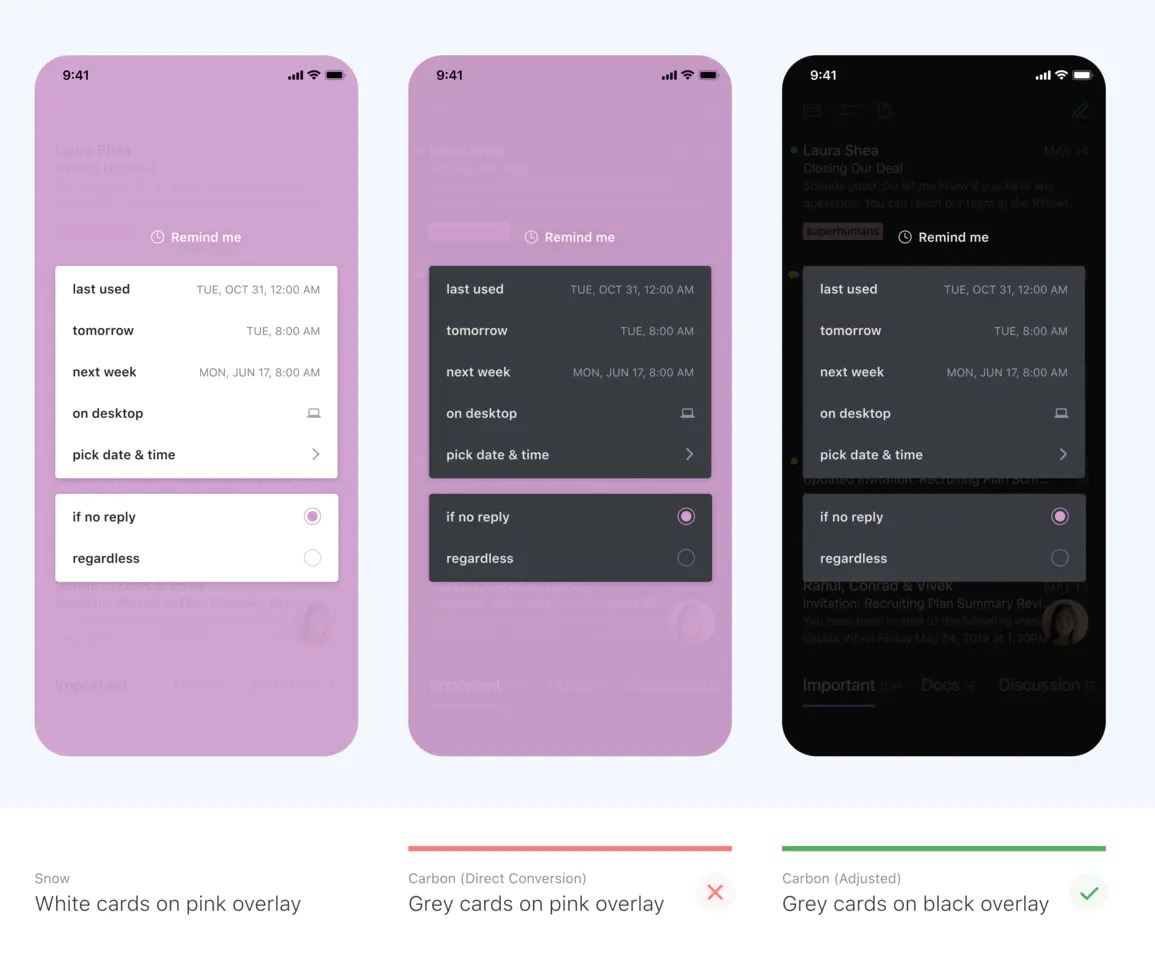 9:41
Laura Shea
Remind me
last used TUE, OCT 31, 12:00 AM
tomorrow TUE, 8:00 AM
next week MON, JUN 17, 8:00 AM
on desktop
pick date & time
if no reply
regardless
Important
9:41
Laura Shea
Remind me
last used TUE, OCT 31, 12:00 AM
tomorrow TUE, 8:00 AM
next week MON, JUN 17, 8:00 AM
on desktop
pick date & time
if no reply
regardless
Important
9:41
Laura Shea MAY 14
Closing Our Deal
Sounds good. Do let me know if you have any
questions. You can reach our team at the followi...
superhumans
Remind me
last used TUE, OCT 31, 12:00 AM
tomorrow TUE, 8:00 AM
next week MON, JUN 17, 8:00 AM
on desktop
pick date & time
Updated invitation: Recruiting Plan Sum...
if no reply
regardless
Rahul, Conrad & Vivek MAY 13
Invitation: Recruiting Plan Summary Revi...
You have been invited to the following
details When Friday May 24, 2019 at 1:30PM
Important Docs Discussion 17
Snow
White cards on pink overlay
Carbon (Direct Conversion)
Grey cards on pink overlay
Carbon (Adjusted)
Grey cards on black overlay